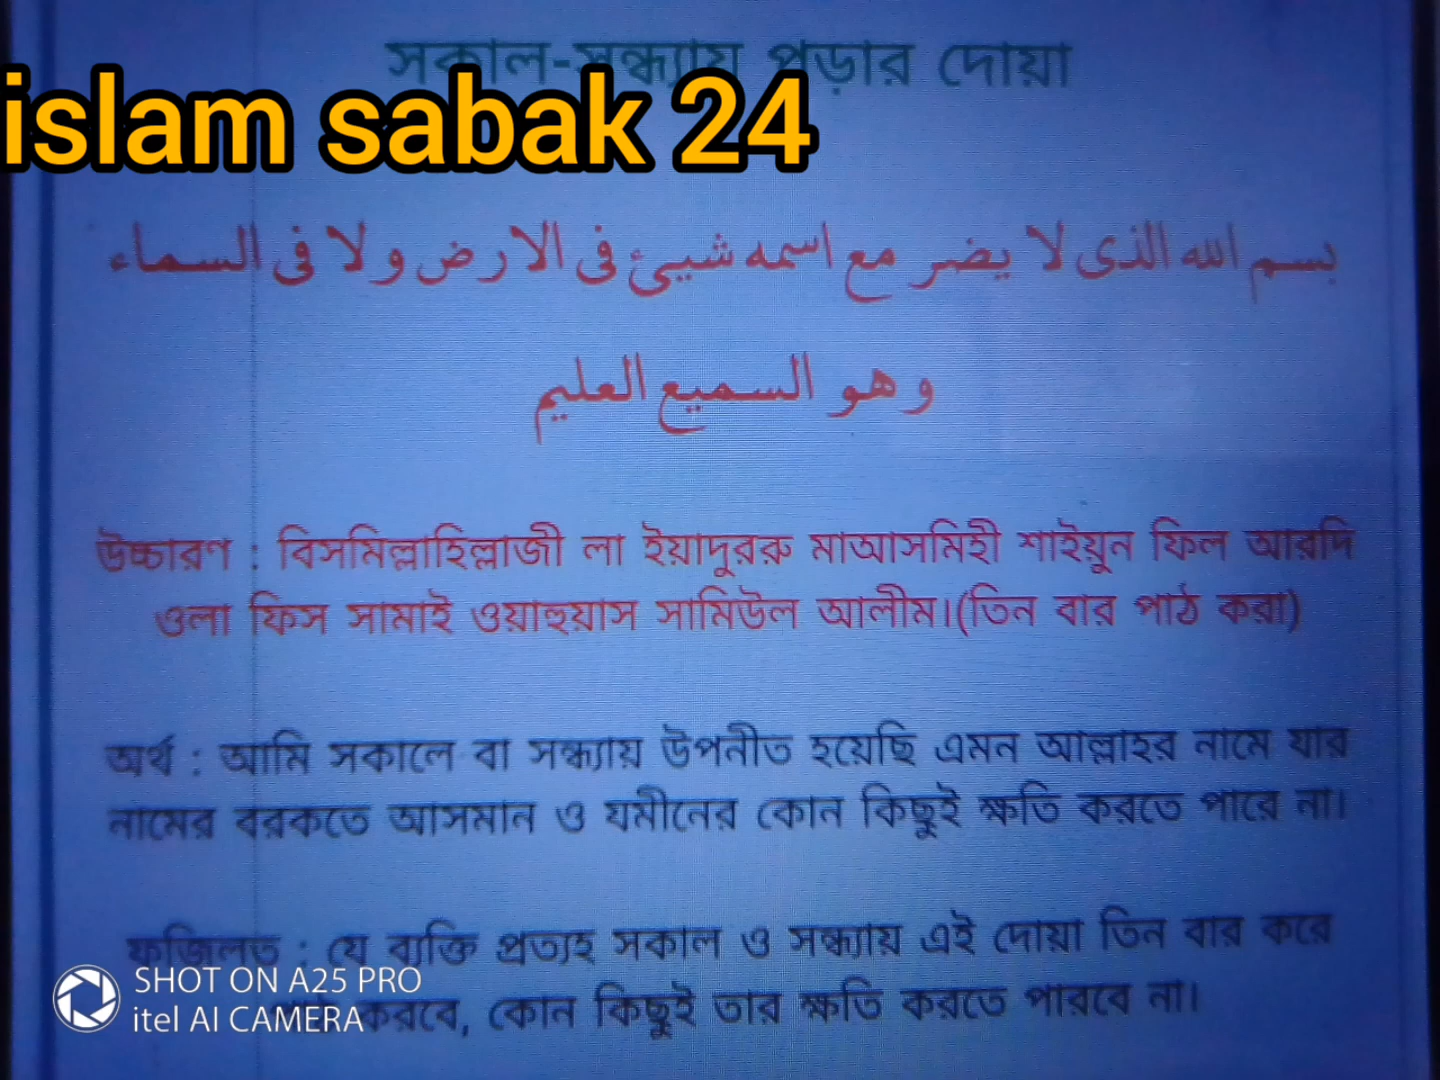 সকাল-সন্ধ্যায় পড়ার দোয়া
islam sabak 24
بسم الله الذى لا يضر مع اسمه شيئ فى الارض ولا فى السماء
وهو السميع العليم
উচ্চারণ : বিসমিল্লাহিল্লাজী লা ইয়াদুররু মাআসমিহী শাইয়ুন ফিল আরদি
ওলা ফিস সামাই ওয়াহুয়াস সামিউল আলীম।(তিন বার পাঠ করা)
অর্থ : আমি সকালে বা সন্ধ্যায় উপনীত হয়েছি এমন আল্লাহর নামে যার
নামের বরকতে আসমান ও যমীনের কোন কিছুই ক্ষতি করতে পারে না।
ফজিলত : যে ব্যক্তি প্রত্যহ সকাল ও সন্ধ্যায় এই দোয়া তিন বার করে
করবে, কোন কিছুই তার ক্ষতি করতে পারবে না।
SHOT ON A25 PRO
itel AI CAMERA